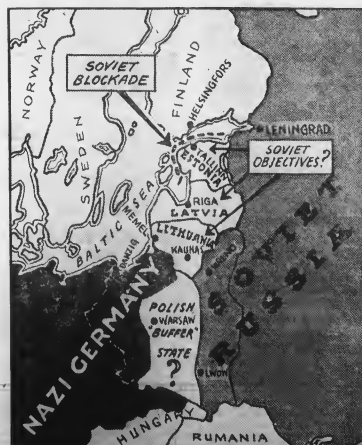 NORWAY
SWEDEN
FINLAND
SOVIET
BLOCKADE
HELSINGFORS
LENINGRAD
TALLINN
ESTONIA
SOVIET
OBJECTIVES?
BALTIC SEA
RIGA
LATVIA
MEMEL
LITHUANIA
KAUNAS
SOVIET
RUSSIA
NAZI GERMANY
POLISH
WARSAW
"BUFFER"
STATE
?
LWOW
HUNGARY
RUMANIA